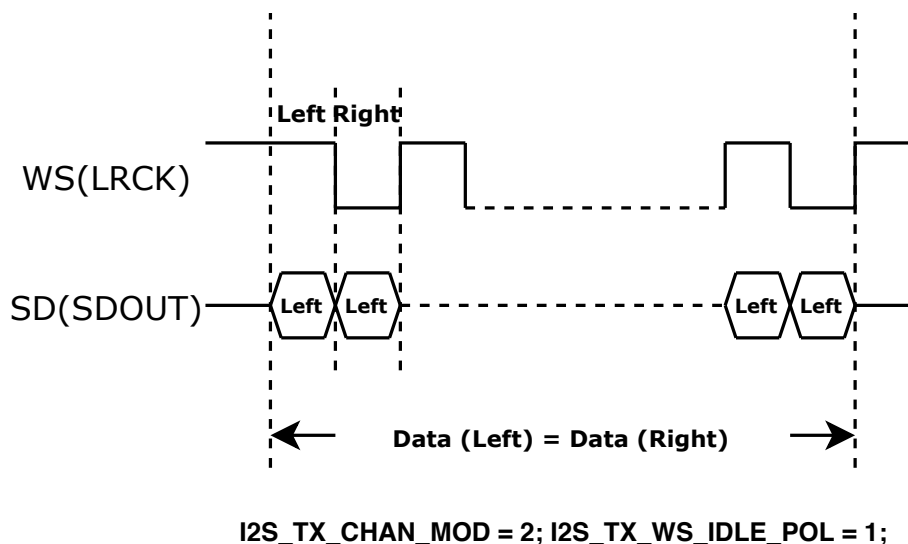 Left Right
WS(LRCK)
SD(SDOUT) Left Left Left Left
Data (Left) = Data (Right)
I2S_TX_CHAN_MOD = 2; I2S_TX_WS_IDLE_POL = 1;